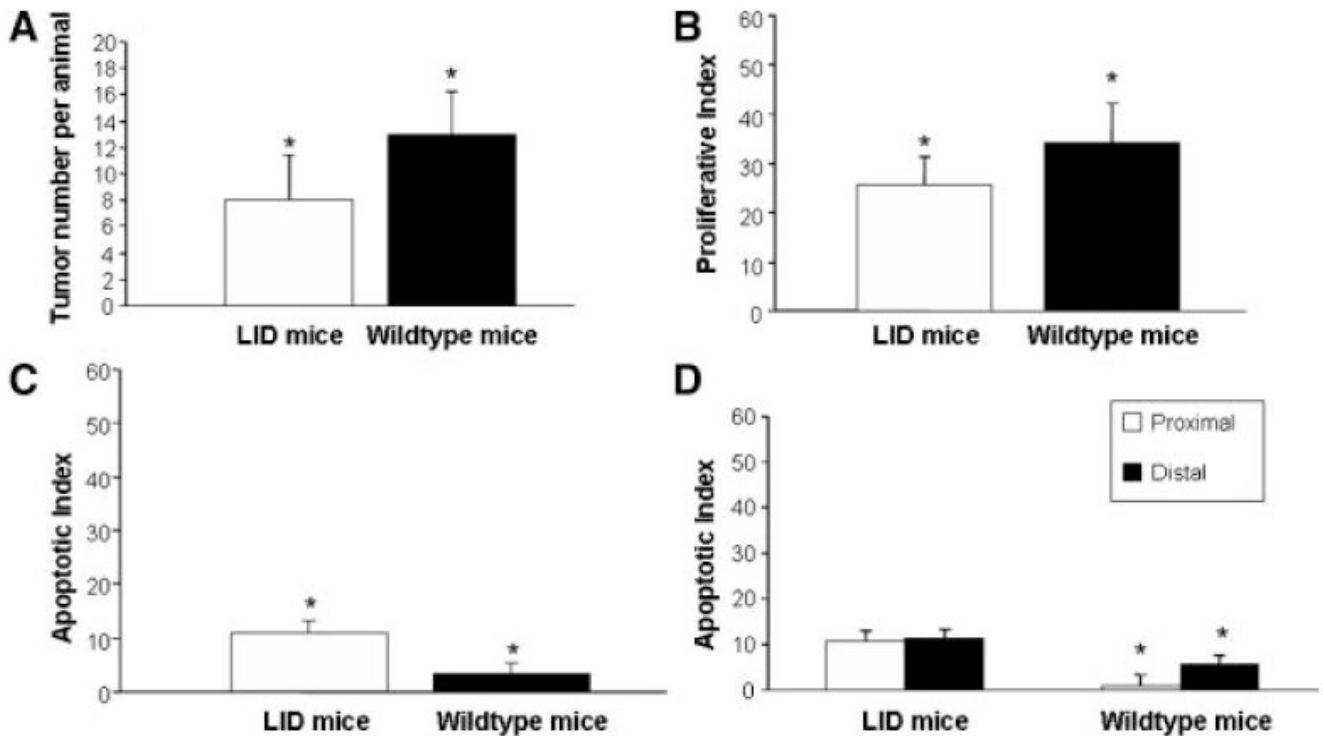 A
Tumor number per animal
20
18
16
14
12
10
8
6
4
2
0
*
*
LID mice Wildtype mice
B
Proliferative Index
60
50
40
30
20
10
0
*
*
LID mice Wildtype mice
C
Apoptotic Index
60
50
40
30
20
10
0
*
*
LID mice Wildtype mice
D
Apoptotic Index
60
50
40
30
20
10
0
Proximal
Distal
*
*
LID mice Wildtype mice